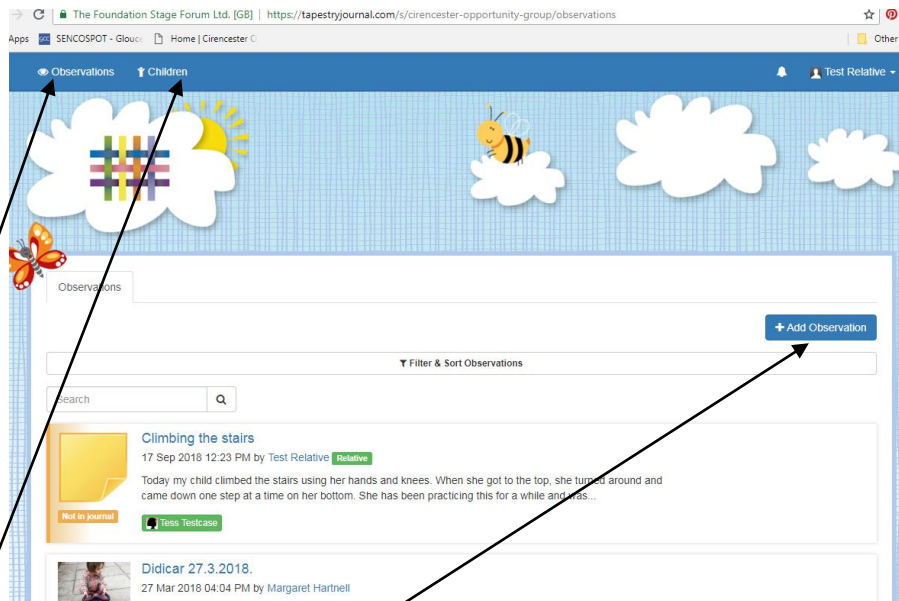 The Foundation Stage Forum Ltd. [GB] | https://tapestryjournal.com/s/cirencester-opportunity-group/observations
Apps SENCOSPOT - Glouc Home | Cirencester O Other
Observations Children Test Relative
Observations
+ Add Observation
Filter & Sort Observations
Search
Climbing the stairs
17 Sep 2018 12:23 PM by Test Relative Relative
Today my child climbed the stairs using her hands and knees. When she got to the top, she turned around and
came down one step at a time on her bottom. She has been practicing this for a while and was...
Not in journal
Tess Testcase
Didicar 27.3.2018.
27 Mar 2018 04:04 PM by Margaret Hartnell